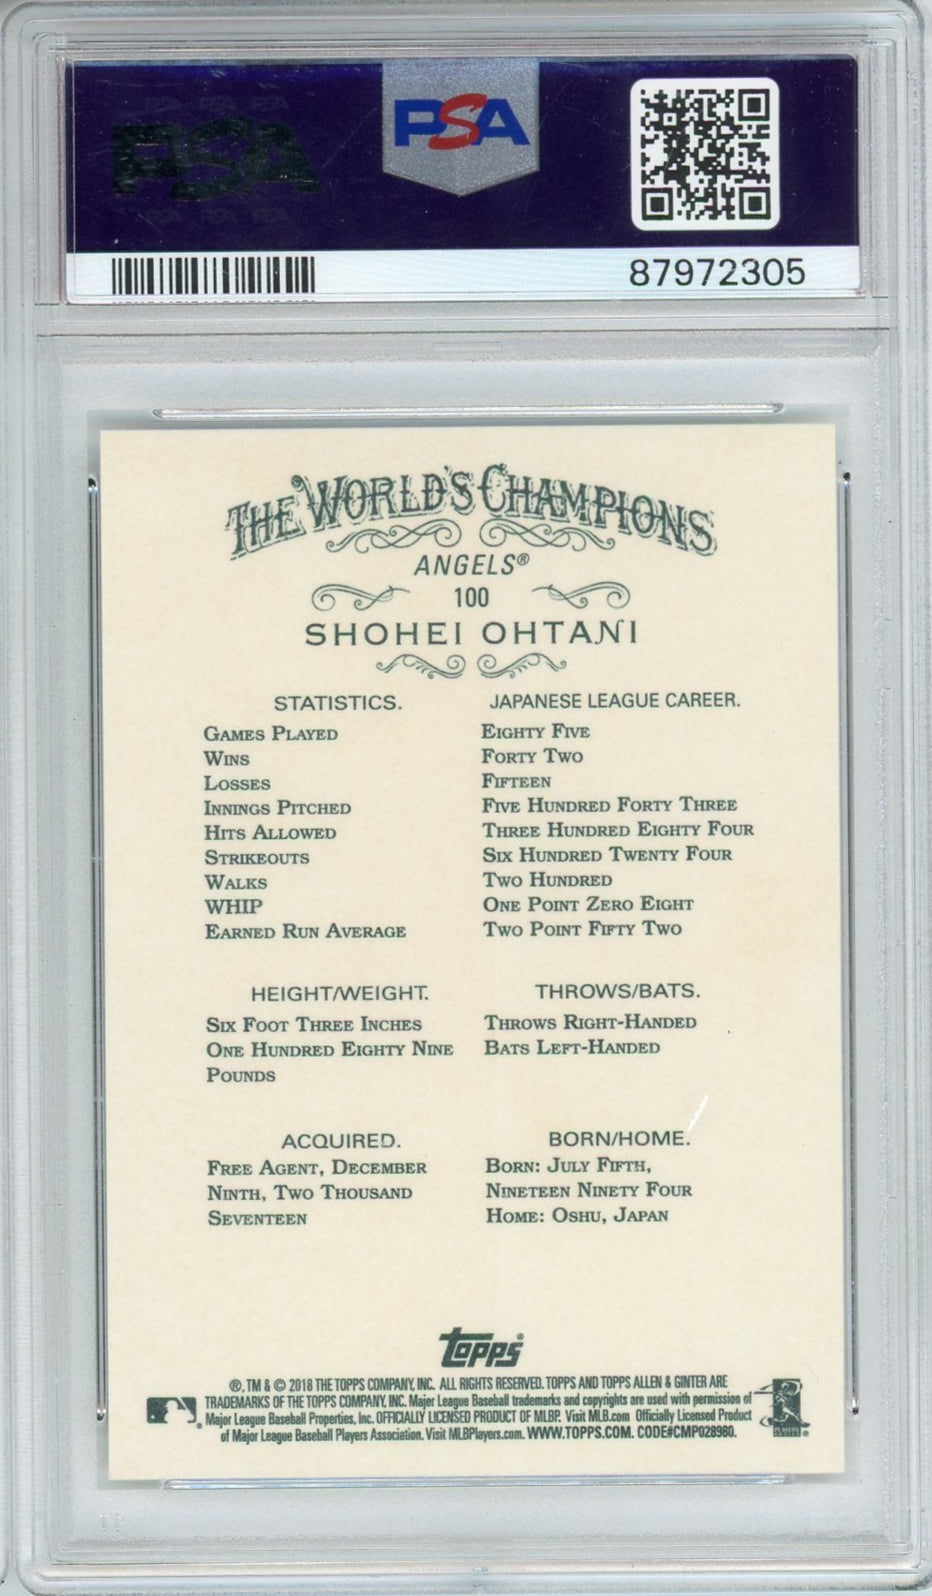 PSA PSA PSA
PSA
PSA PSA PSA
PSA
87972305
THE WORLD'S CHAMPIONS
ANGELS®
100
SHOHEI OHTANI
STATISTICS. JAPANESE LEAGUE CAREER.
GAMES PLAYED EIGHTY FIVE
WINS FORTY TWO
LOSSES FIFTEEN
INNINGS PITCHED FIVE HUNDRED FORTY THREE
HITS ALLOWED THREE HUNDRED EIGHTY FOUR
STRIKEOUTS SIX HUNDRED TWENTY FOUR
WALKS TWO HUNDRED
WHIP ONE POINT ZERO EIGHT
EARNED RUN AVERAGE TWO POINT FIFTY TWO
HEIGHT/WEIGHT.
SIX FOOT THREE INCHES
ONE HUNDRED EIGHTY NINE
POUNDS
THROWS/BATS.
THROWS RIGHT-HANDED
BATS LEFT-HANDED
ACQUIRED.
FREE AGENT, DECEMBER
NINTH, TWO THOUSAND
SEVENTEEN
BORN/HOME.
BORN: JULY FIFTH,
NINETEEN NINETY FOUR
HOME: OSHU, JAPAN
Topps®
®, TM & © 2018 THE TOPPS COMPANY, INC. ALL RIGHTS RESERVED. TOPPS AND TOPPS ALLEN & GINTER ARE
TRADEMARKS OF THE TOPPS COMPANY, INC. Major League Baseball trademarks and copyrights are used with permission of
Major League Baseball Properties, Inc. OFFICIALLY LICENSED PRODUCT OF MLBP. Visit MLB.com Officially Licensed Product
of Major League Baseball Players Association. Visit MLBPlayers.com. WWW.TOPPS.COM. CODE#CMP028980.